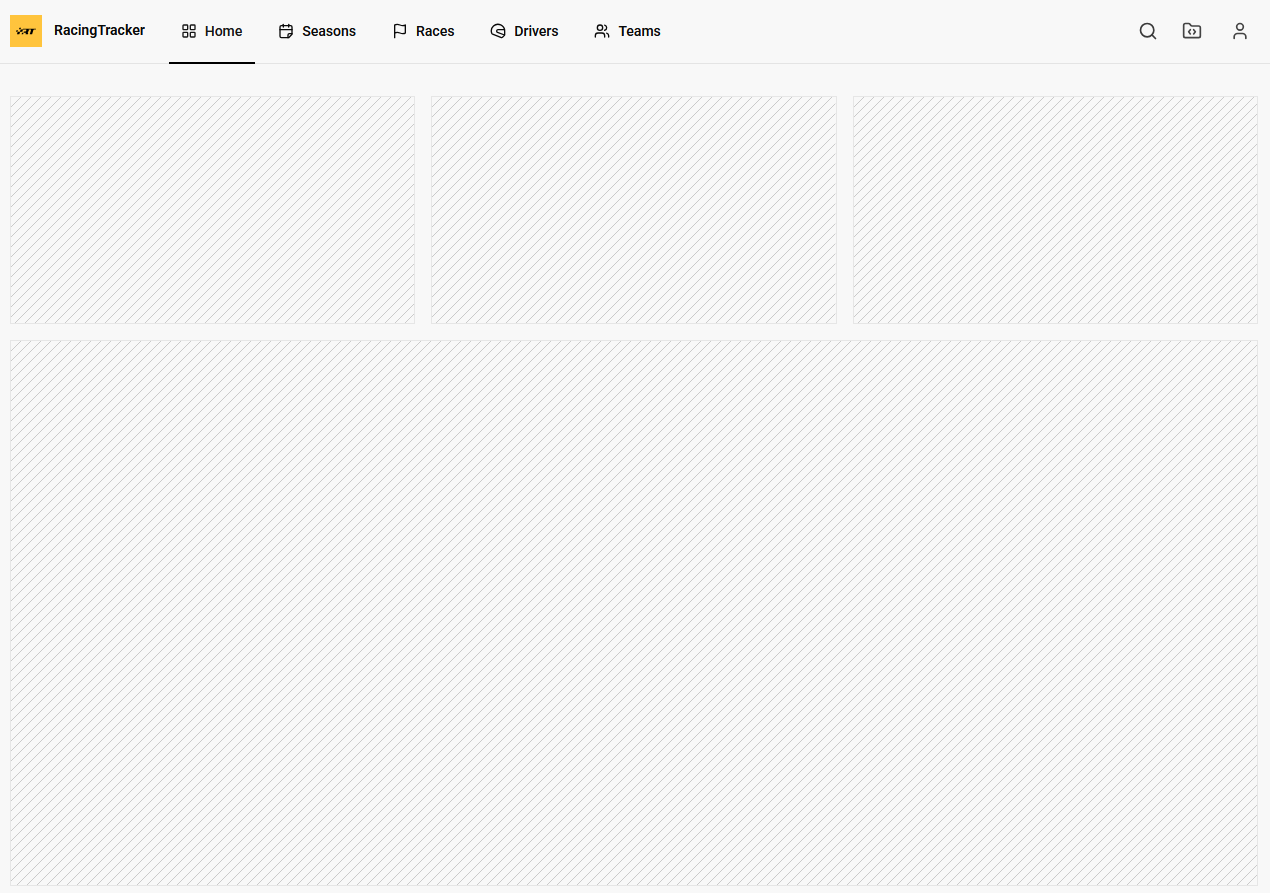 RacingTracker
Home
Seasons
Races
Drivers
Teams